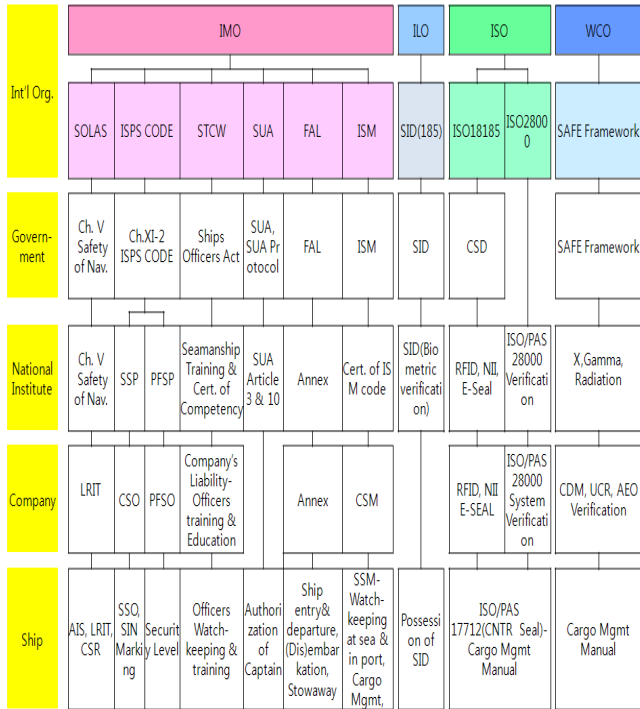 IMO
ILO
ISO
WCO
Int'l Org.
SOLAS
ISPS CODE
STCW
SUA
FAL
ISM
SID(185)
ISO18185
ISO2800
0
SAFE Framework
Govern-
ment
Ch. V
Safety
of Nav.
Ch.XI-2
ISPS CODE
Ships
Officers Act
SUA,
SUA Pr
otocol
FAL
ISM
SID
CSD
SAFE Framework
National
Institute
Ch. V
Safety
of Nav.
SSP
PFSP
Seamanship
Training &
Cert. of
Competency
SUA
Article
3 & 10
Annex
Cert. of IS
M code
SID(Bio
metric
verification)
RFID, NII,
E-Seal
ISO/PAS
28000
Verificati
on
X,Gamma,
Radiation
Company
LRIT
CSO
PFSO
Company's
Liability-
Officers
training &
Education
Annex
CSM
RFID, NII
E-SEAL
ISO/PAS
28000
System
Verificati
on
CDM, UCR, AEO
Verification
Ship
AIS, LRIT,
CSR
SSO,
SIN
Marki
ng
Securit
y Level
Officers
Watch-
keeping &
training
Authori
zation
of
Captain
Ship
entry&
departure,
(Dis)embar
kation,
Stowaway
SSM-
Watch-
keeping
at sea &
in port,
Cargo
Mgmt,
Possessi
on of
SID
ISO/PAS
17712(CNTR Seal)-
Cargo Mgmt
Manual
Cargo Mgmt
Manual